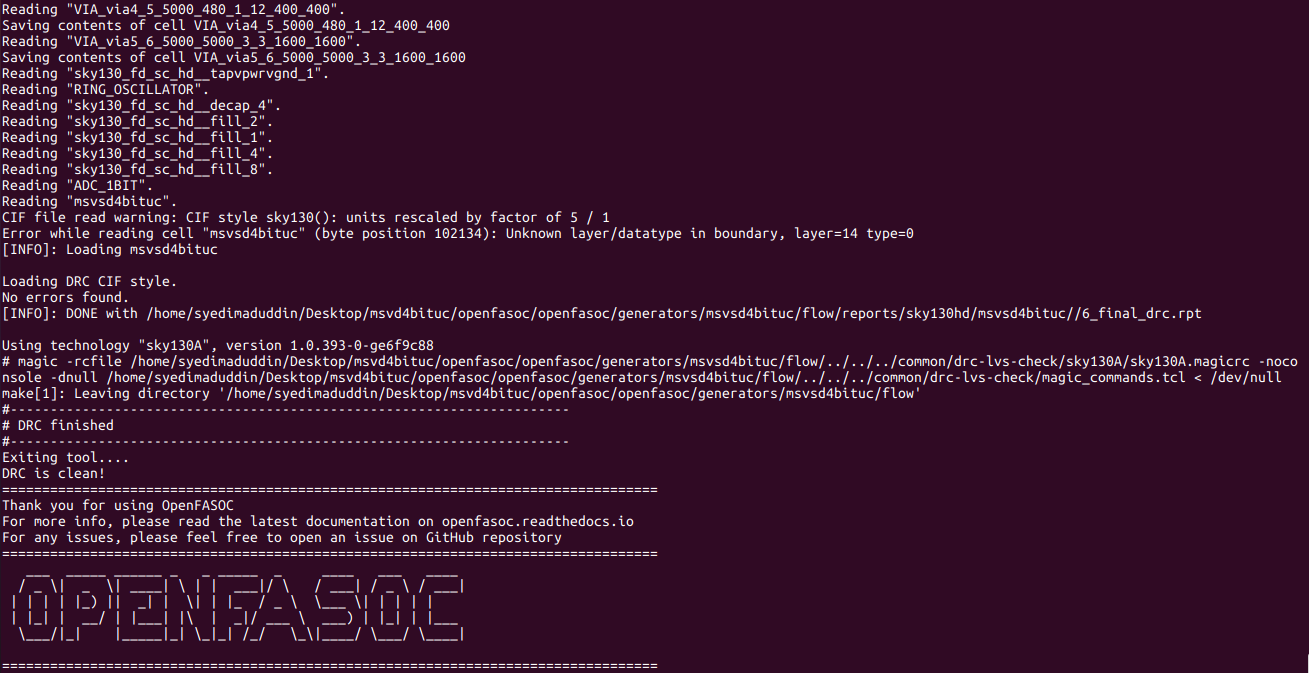 Reading "VIA_via4_5_5000_480_1_12_400_400".
Saving contents of cell VIA_via4_5_5000_480_1_12_400_400
Reading "VIA_via5_6_5000_5000_3_3_1600_1600".
Saving contents of cell VIA_via5_6_5000_5000_3_3_1600_1600
Reading "sky130_fd_sc_hd__tapvpwrvgnd_1".
Reading "RING_OSCILLATOR".
Reading "sky130_fd_sc_hd__decap_4".
Reading "sky130_fd_sc_hd__fill_2".
Reading "sky130_fd_sc_hd__fill_1".
Reading "sky130_fd_sc_hd__fill_4".
Reading "sky130_fd_sc_hd__fill_8".
Reading "ADC_1BIT".
Reading "msvsd4bituc".
CIF file read warning: CIF style sky130(): units rescaled by factor of 5 / 1
Error while reading cell "msvsd4bituc" (byte position 102134): Unknown layer/datatype in boundary, layer=14 type=0
[INFO]: Loading msvsd4bituc
Loading DRC CIF style.
No errors found.
[INFO]: DONE with /home/syedimaduddin/Desktop/msvd4bituc/openfasoc/openfasoc/generators/msvsd4bituc/flow/reports/sky130hd/msvsd4bituc//6_final_drc.rpt
Using technology "sky130A", version 1.0.393-0-ge6f9c88
# magic -rcfile /home/syedimaduddin/Desktop/msvd4bituc/openfasoc/openfasoc/generators/msvsd4bituc/flow/../../../common/drc-lvs-check/sky130A/sky130A.magicrc -noco
nsole -dnull /home/syedimaduddin/Desktop/msvd4bituc/openfasoc/openfasoc/generators/msvsd4bituc/flow/../../../common/drc-lvs-check/magic_commands.tcl < /dev/null
make[1]: Leaving directory '/home/syedimaduddin/Desktop/msvd4bituc/openfasoc/openfasoc/generators/msvsd4bituc/flow'
#----------------------------------------------------------------------
# DRC finished
#----------------------------------------------------------------------
Exiting tool....
DRC is clean!
==================================================================================
Thank you for using OpenFASOC
For more info, please read the latest documentation on openfasoc.readthedocs.io
For any issues, please feel free to open an issue on GitHub repository
==================================================================================
OPENFASOC
==================================================================================